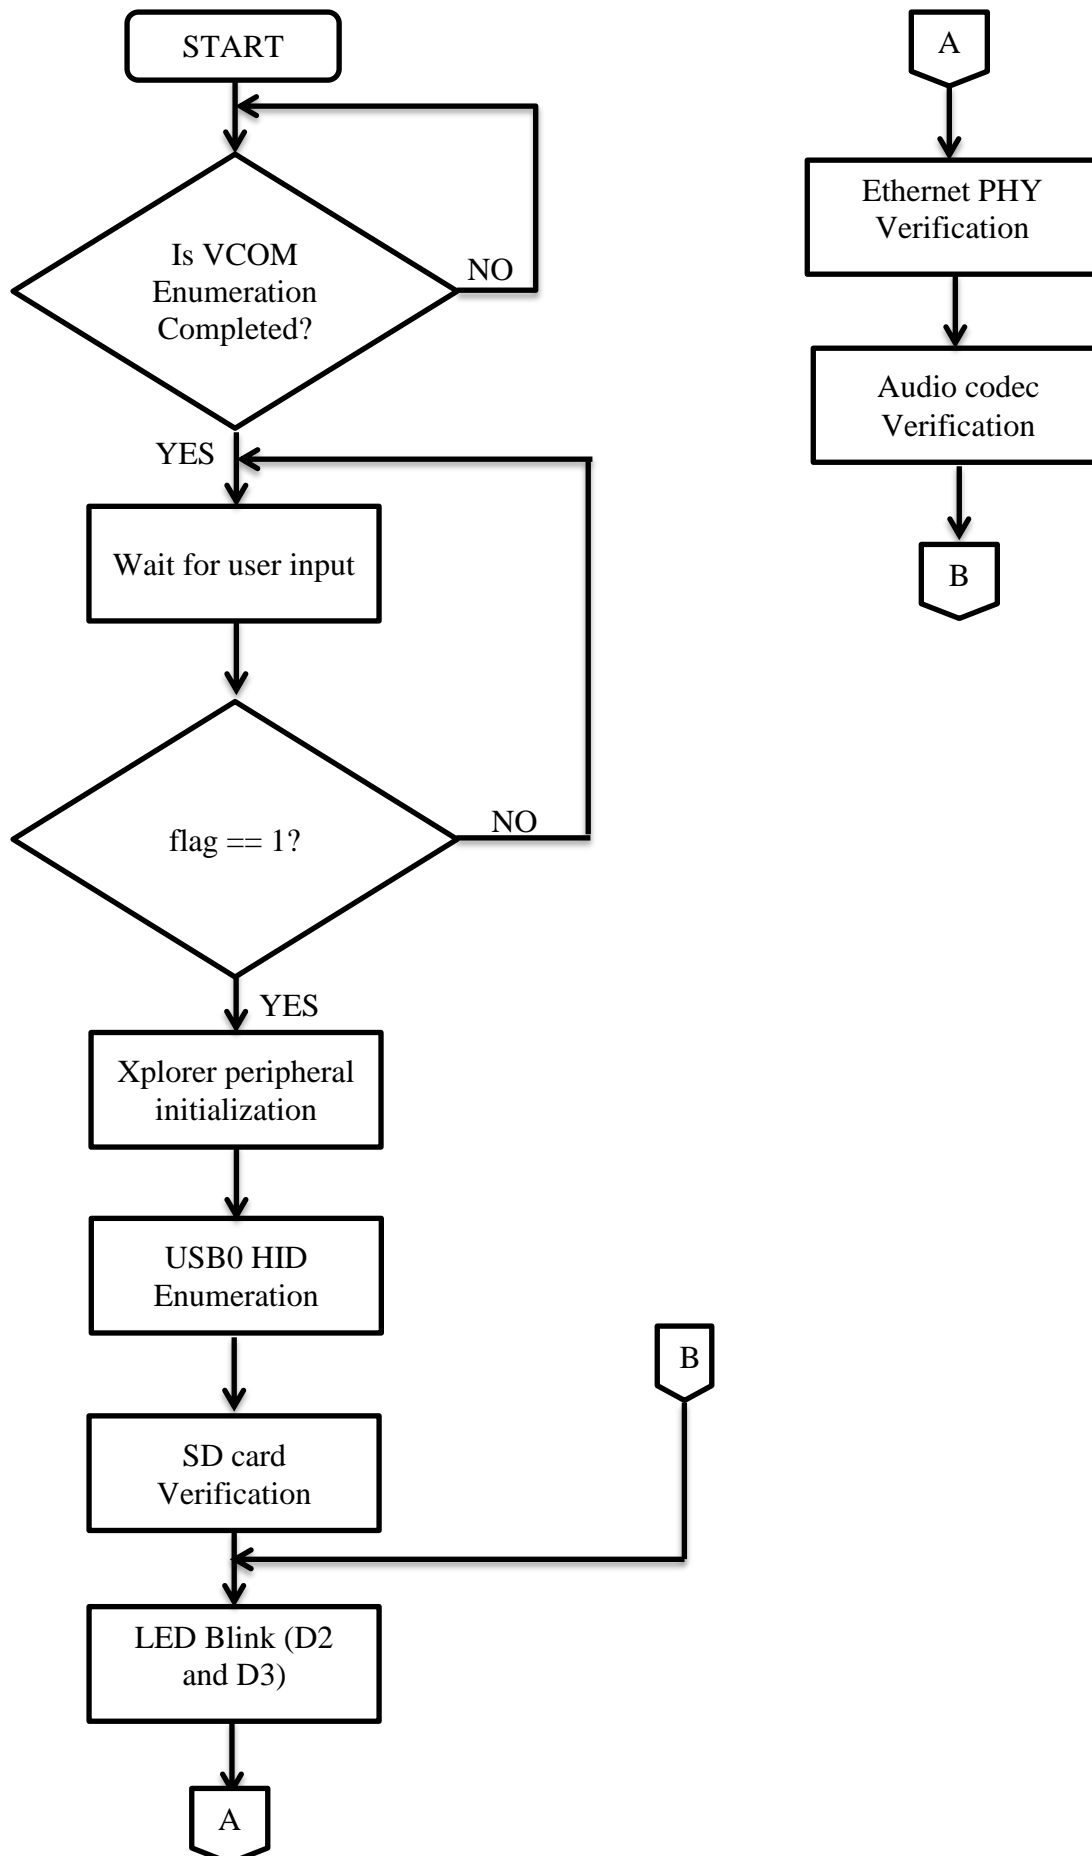 START
Is VCOM
Enumeration
Completed?
NO
YES
Wait for user input
flag == 1?
NO
YES
Xplorer peripheral
initialization
USB0 HID
Enumeration
SD card
Verification
B
LED Blink (D2
and D3)
A
A
Ethernet PHY
Verification
Audio codec
Verification
B